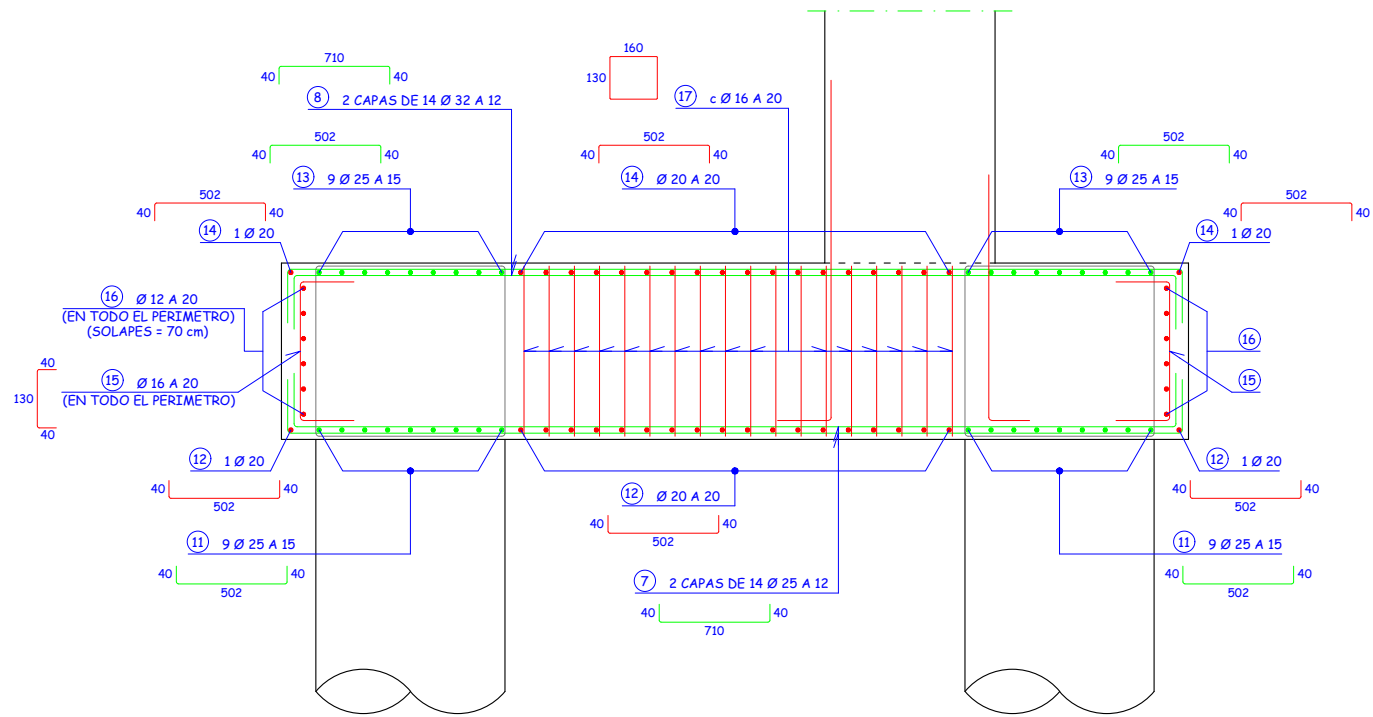 710
40 40
8 2 CAPAS DE 14 Ø 32 A 12
160
130
17 c Ø 16 A 20
502
40 40
13 9 Ø 25 A 15
502
40 40
14 Ø 20 A 20
502
40 40
13 9 Ø 25 A 15
502
40 40
14 1 Ø 20
502
40 40
14 1 Ø 20
16 Ø 12 A 20
(EN TODO EL PERIMETRO)
(SOLAPES = 70 cm)
40
130
40
15 Ø 16 A 20
(EN TODO EL PERIMETRO)
16
15
12 1 Ø 20
40 40
502
12 Ø 20 A 20
40 40
502
12 1 Ø 20
40 40
502
11 9 Ø 25 A 15
40 40
502
7 2 CAPAS DE 14 Ø 25 A 12
40 40
710
11 9 Ø 25 A 15
40 40
502